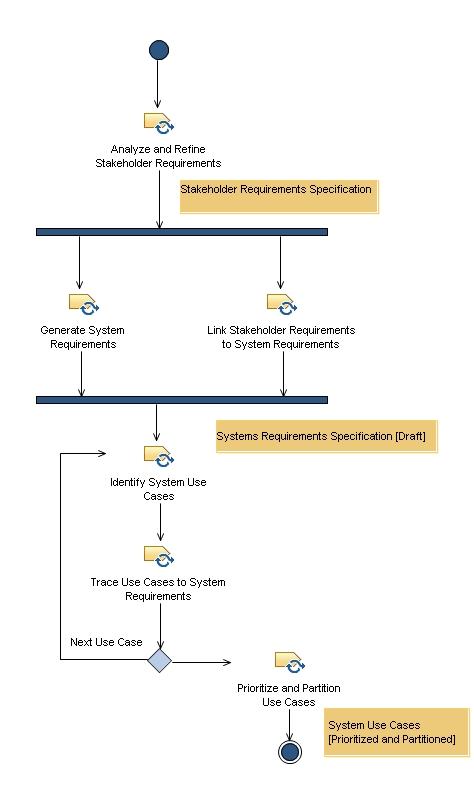 Analyze and Refine
Stakeholder Requirements
Stakeholder Requirements Specification
Generate System
Requirements
Link Stakeholder Requirements
to System Requirements
Systems Requirements Specification [Draft]
Identify System Use
Cases
Trace Use Cases to System
Requirements
Next Use Case
Prioritize and Partition
Use Cases
System Use Cases
[Prioritized and Partitioned]